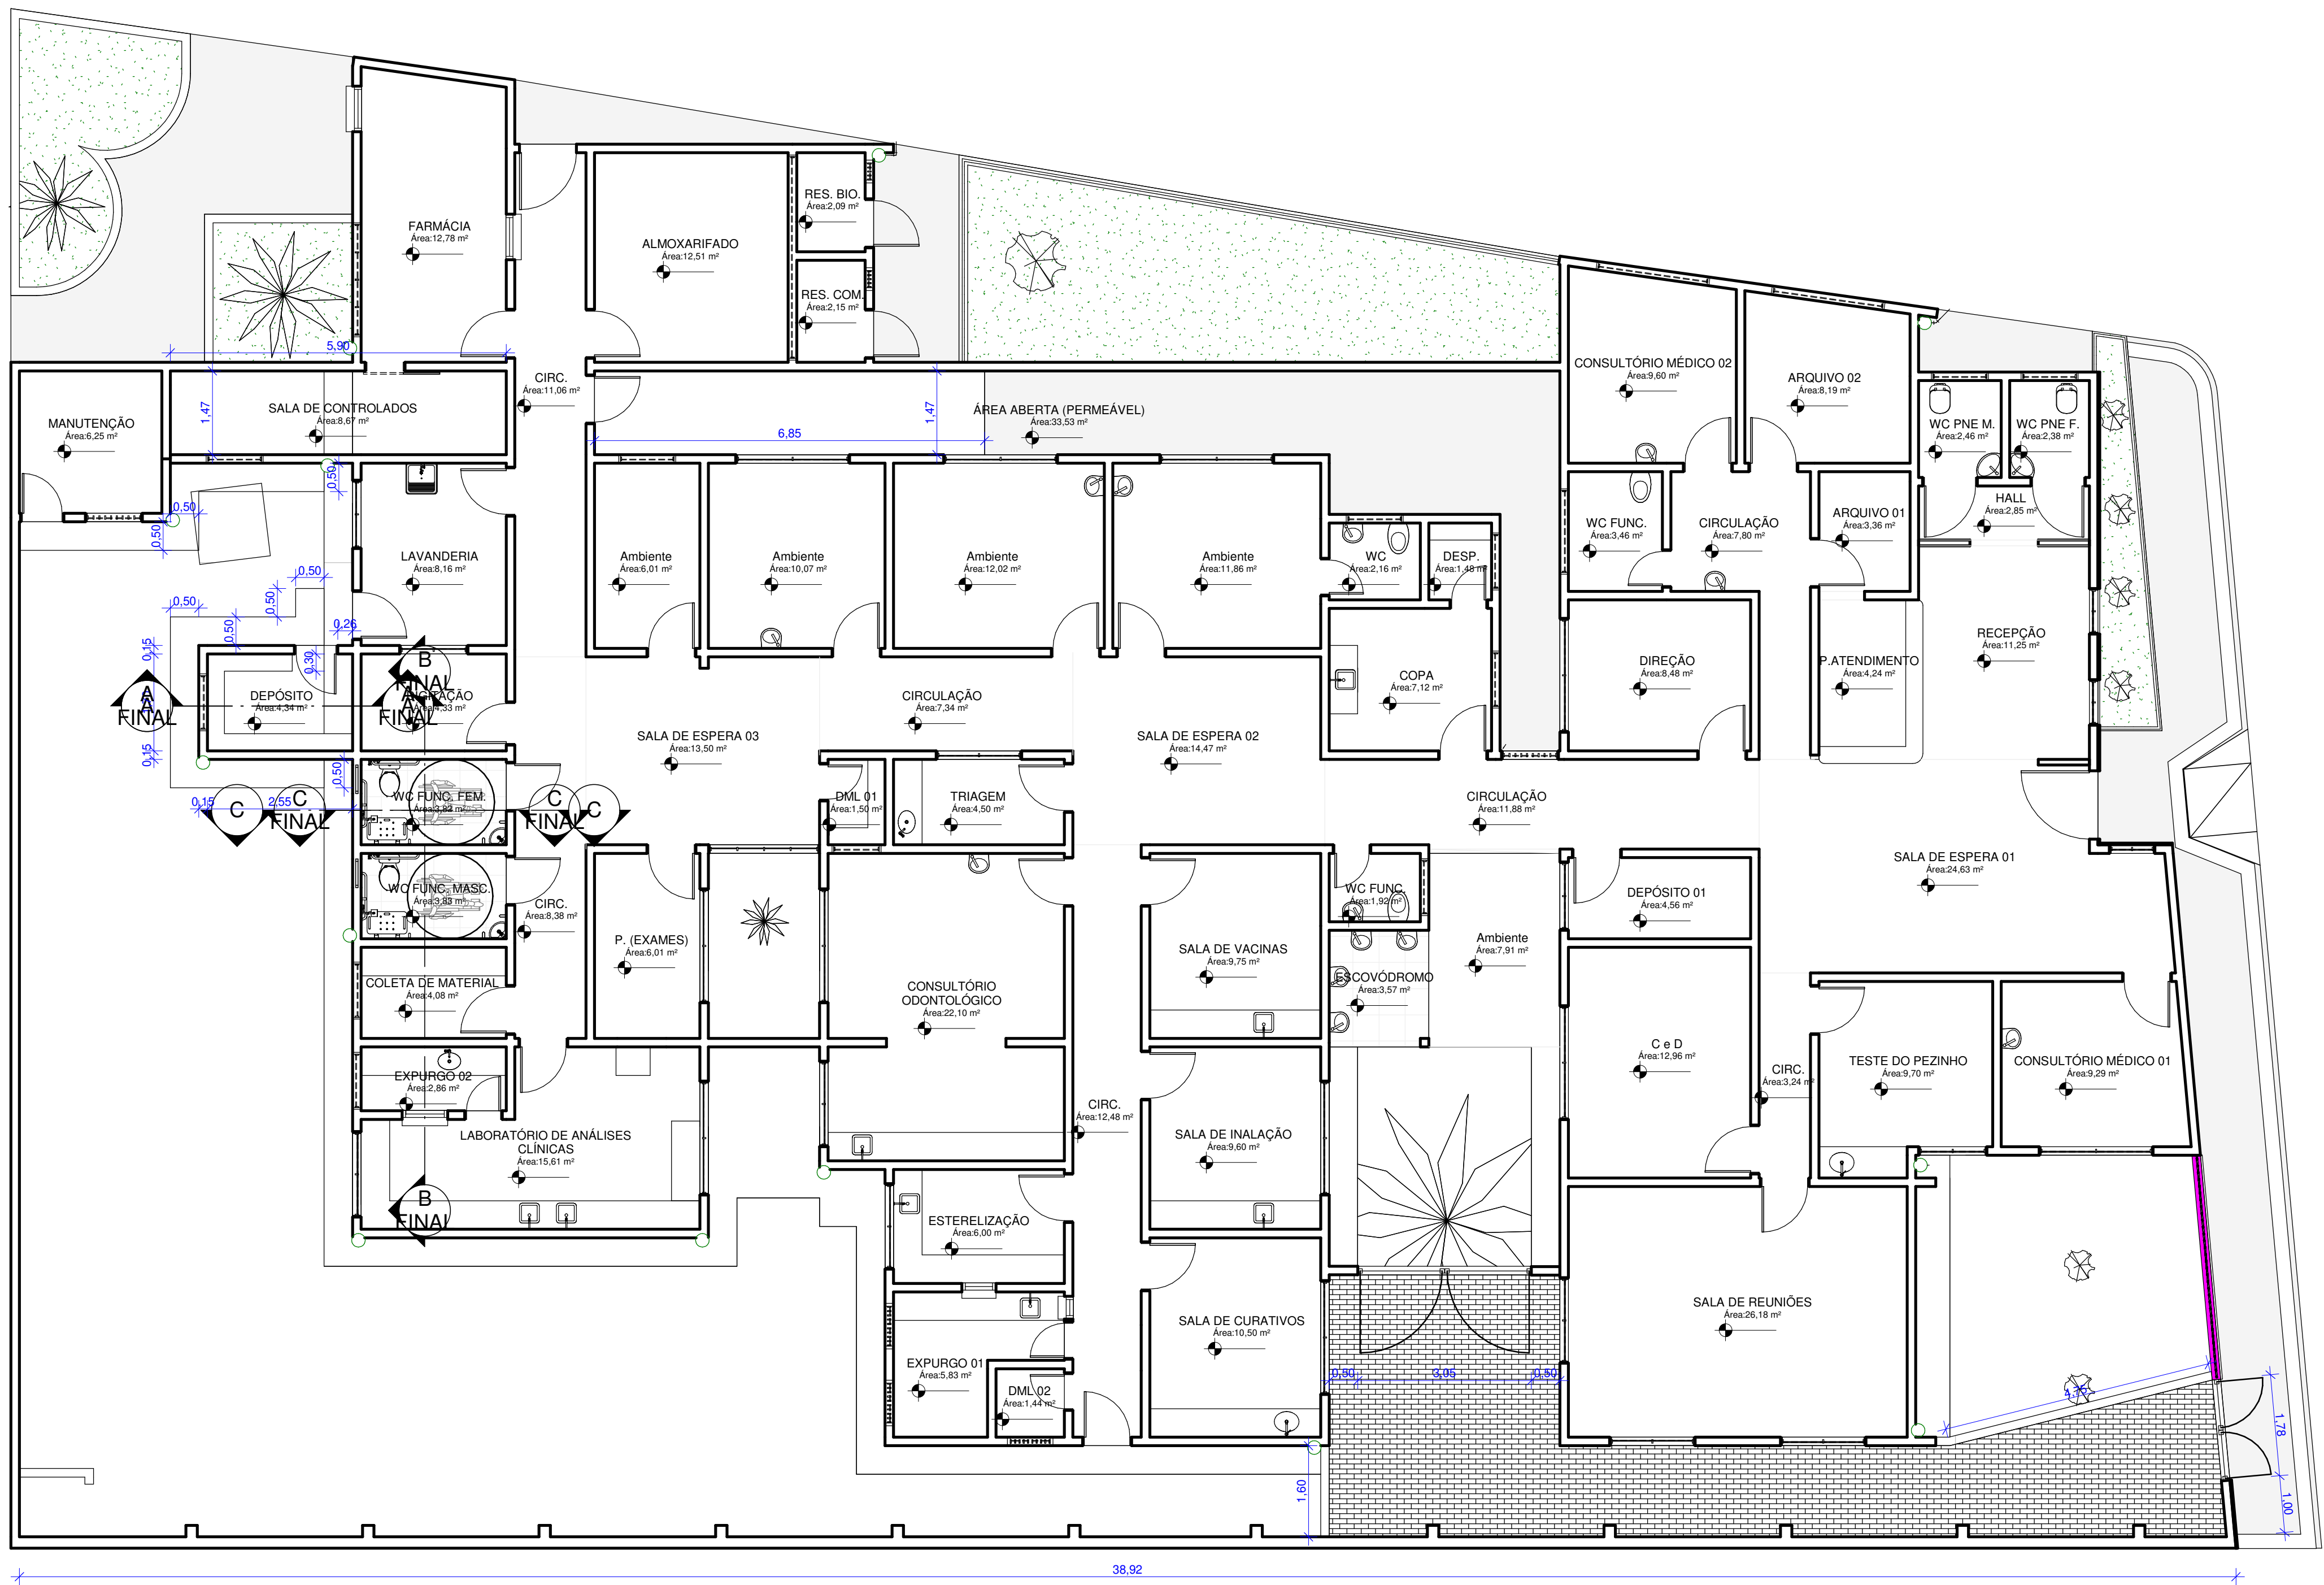 FARMÁCIA
Área:12,78 m²
ALMOXARIFADO
Área:12,51 m²
RES. BIO.
Área:2,09 m²
RES. COM.
Área:2,15 m²
5,90
CIRC.
Área:11,06 m²
MANUTENÇÃO
Área:6,25 m²
1,47
SALA DE CONTROLADOS
Área:8,67 m²
6,85
1,47
ÁREA ABERTA (PERMEÁVEL)
Área:33,53 m²
CONSULTÓRIO MÉDICO 02
Área:9,60 m²
ARQUIVO 02
Área:8,19 m²
WC PNE M.
Área:2,46 m²
WC PNE F.
Área:2,38 m²
HALL
Área:2,85 m²
0,50
0,50
0,50
LAVANDERIA
Área:8,16 m²
Ambiente
Área:6,01 m²
Ambiente
Área:10,07 m²
Ambiente
Área:12,02 m²
Ambiente
Área:11,86 m²
WC
Área:2,16 m²
DESP.
Área:1,48 m²
WC FUNC.
Área:3,46 m²
CIRCULAÇÃO
Área:7,80 m²
ARQUIVO 01
Área:3,36 m²
0,50
0,50
0,50
0,50
0,26
0,15
0,30
RECEPÇÃO
Área:11,25 m²
P.ATENDIMENTO
Área:4,24 m²
DIREÇÃO
Área:8,48 m²
COPA
Área:7,12 m²
B
FINAL
A
A
FINAL
DEPÓSITO
Área:4,34 m²
A
FINAL
0,15
CIRCULAÇÃO
Área:7,34 m²
SALA DE ESPERA 03
Área:13,50 m²
SALA DE ESPERA 02
Área:14,47 m²
0,50
0,15
2,55
C
C
FINAL
WC FUNC. FEM.
C
FINAL
C
DML 01
Área:1,50 m²
TRIAGEM
Área:4,50 m²
CIRCULAÇÃO
Área:11,88 m²
SALA DE ESPERA 01
Área:24,63 m²
WC FUNC. MASC.
Área:3,83 m²
CIRC.
Área:8,38 m²
P. (EXAMES)
Área:6,01 m²
WC FUNC.
Área:1,92 m²
DEPÓSITO 01
Área:4,56 m²
SALA DE VACINAS
Área:9,75 m²
Ambiente
Área:7,91 m²
ESCOVÓDROMO
Área:3,57 m²
COLETA DE MATERIAL
Área:4,08 m²
CONSULTÓRIO
ODONTOLÓGICO
Área:22,10 m²
C e D
Área:12,96 m²
CIRC.
Área:3,24 m²
TESTE DO PEZINHO
Área:9,70 m²
CONSULTÓRIO MÉDICO 01
Área:9,29 m²
EXPURGO 02
Área:2,86 m²
CIRC.
Área:12,48 m²
LABORATÓRIO DE ANÁLISES
CLÍNICAS
Área:15,61 m²
SALA DE INALAÇÃO
Área:9,60 m²
B
FINAL
ESTERELIZAÇÃO
Área:6,00 m²
SALA DE CURATIVOS
Área:10,50 m²
SALA DE REUNIÕES
Área:26,18 m²
EXPURGO 01
Área:5,83 m²
DML 02
Área:1,44 m²
0,50
3,05
0,50
1,78
1,60
1,00
38,92